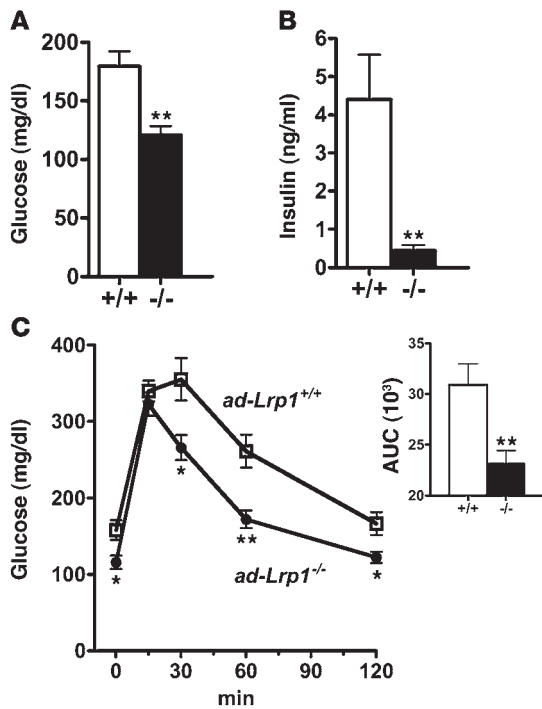 A
Glucose (mg/dl)
200
150
100
50
0
**
+/+ -/-
B
Insulin (ng/ml)
6
5
4
3
2
1
0
**
+/+ -/-
C
Glucose (mg/dl)
400
300
200
100
0
ad-Lrp1+/+
ad-Lrp1-/-
*
*
**
*
0 30 60 90 120
min
AUC (10³)
35
30
25
20
**
+/+ -/-